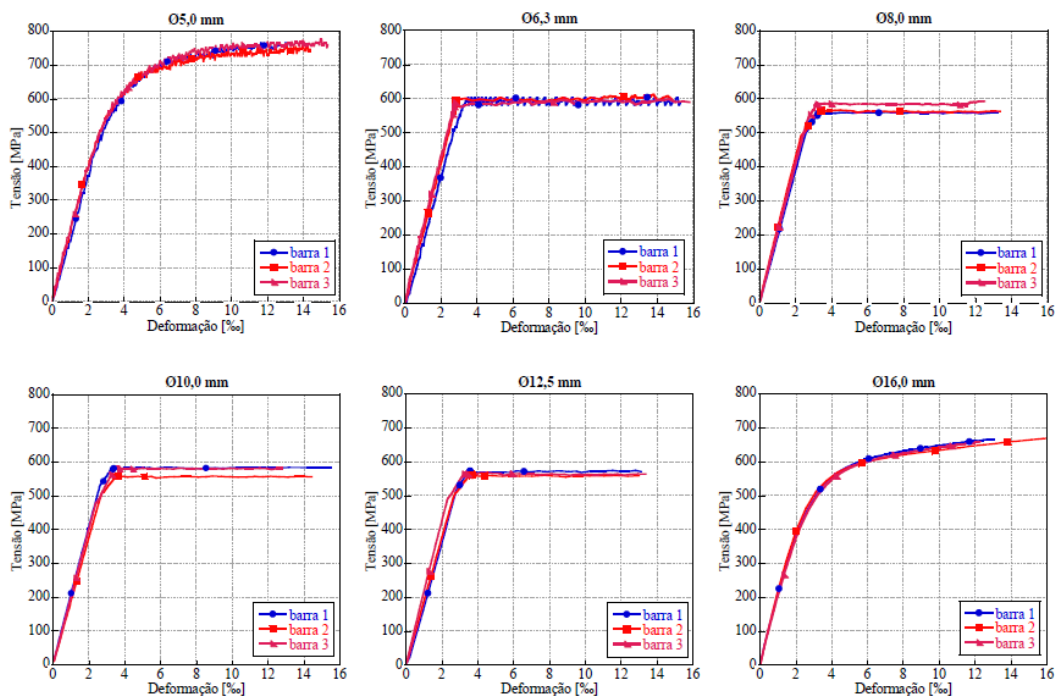 Ø5,0 mm
Tensão [MPa]
800
700
600
500
400
300
200
100
0
0 2 4 6 8 10 12 14 16
Deformação [‰]
barra 1
barra 2
barra 3
Ø6,3 mm
Tensão [MPa]
800
700
600
500
400
300
200
100
0
0 2 4 6 8 10 12 14 16
Deformação [‰]
barra 1
barra 2
barra 3
Ø8,0 mm
Tensão [MPa]
800
700
600
500
400
300
200
100
0
0 2 4 6 8 10 12 14 16
Deformação [‰]
barra 1
barra 2
barra 3
Ø10,0 mm
Tensão [MPa]
800
700
600
500
400
300
200
100
0
0 2 4 6 8 10 12 14 16
Deformação [‰]
barra 1
barra 2
barra 3
Ø12,5 mm
Tensão [MPa]
800
700
600
500
400
300
200
100
0
0 2 4 6 8 10 12 14 16
Deformação [‰]
barra 1
barra 2
barra 3
Ø16,0 mm
Tensão [MPa]
800
700
600
500
400
300
200
100
0
0 2 4 6 8 10 12 14 16
Deformação [‰]
barra 1
barra 2
barra 3